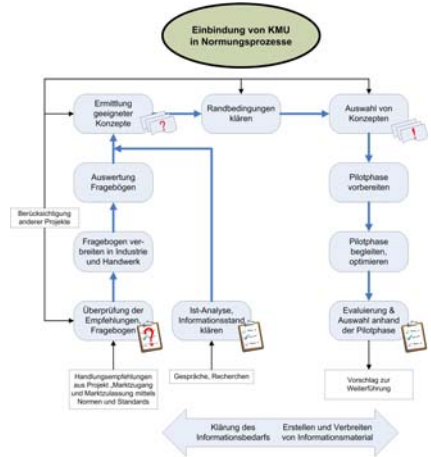 Einbindung von KMU
in Normungsprozesse
Ermittlung
geeigneter
Konzepte
?
Randbedingungen
klären
Auswahl von
Konzepten
!
Auswertung
Fragebögen
Pilotphase
vorbereiten
Berücksichtigung
anderer Projekte
Fragebogen ver-
breiten in Industrie
und Handwerk
Pilotphase
begleiten,
optimieren
Überprüfung der
Empfehlungen,
Fragebogen
?
Ist-Analyse,
Informationsstand
klären
Evaluierung &
Auswahl anhand
der Pilotphase
Handlungsempfehlungen
aus Projekt „Marktzugang
und Marktzulassung mittels
Normen und Standards
Gespräche, Recherchen
Vorschlag zur
Weiterführung
Klärung des
Informationsbedarfs
Erstellen und Verbreiten
von Informationsmaterial